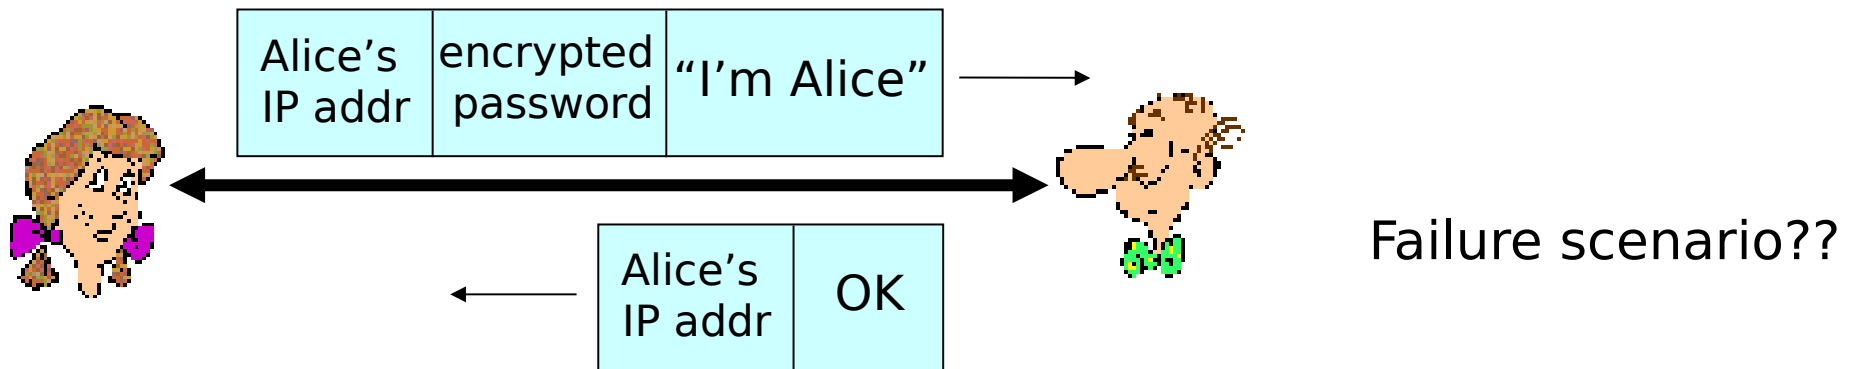 Alice’s
IP addr
encrypted
password
“I’m Alice”
Failure scenario??
Alice’s
IP addr
OK